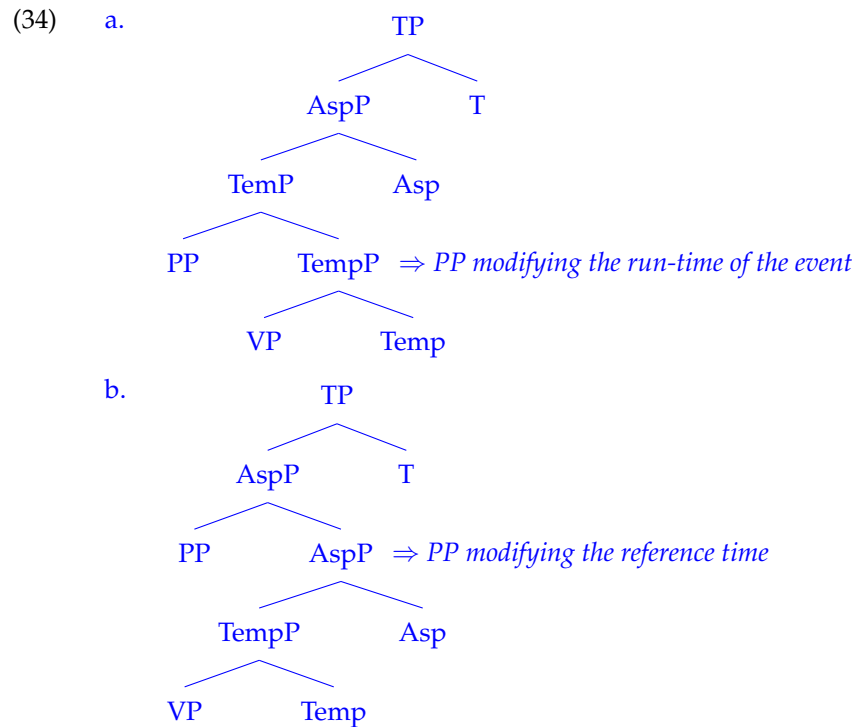 (34) a. TP
AspP T
TemP Asp
PP TempP ⇒ PP modifying the run-time of the event
VP Temp
b. TP
AspP T
PP AspP ⇒ PP modifying the reference time
TempP Asp
VP Temp